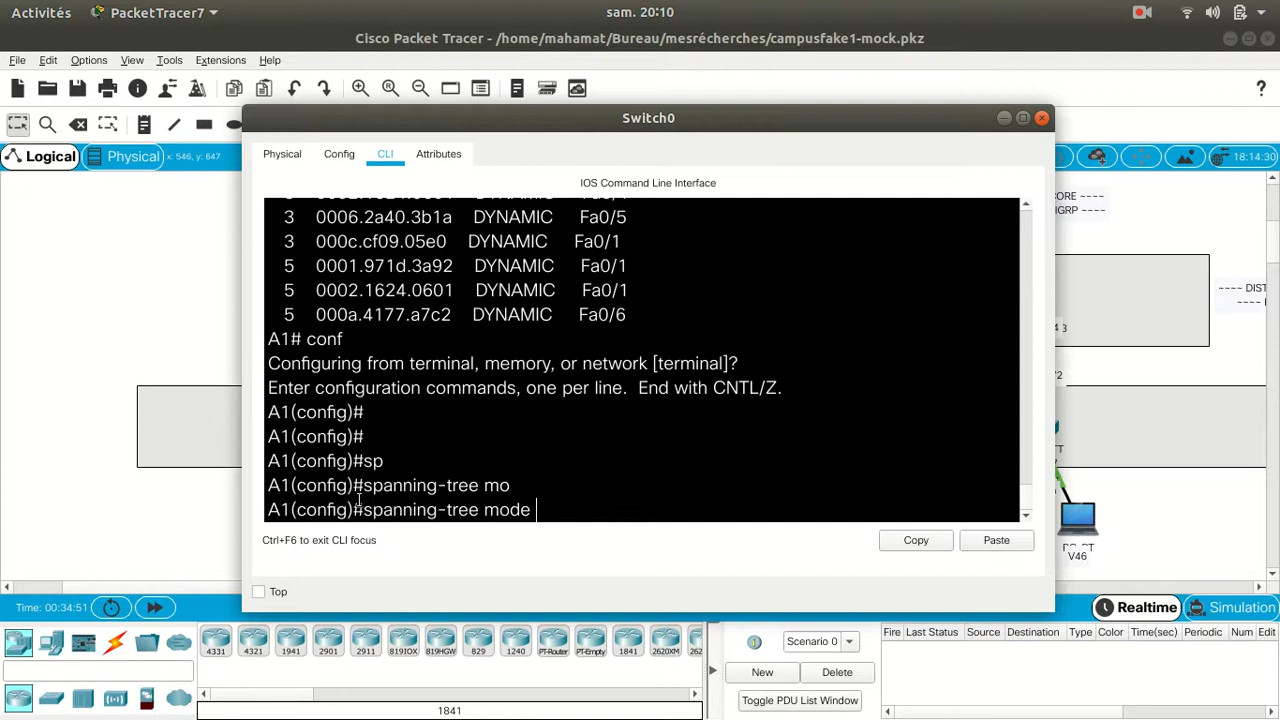 Activités PacketTracer7 sam. 20:10
Cisco Packet Tracer - /home/mahamat/Bureau/mesrécherches/campusfake1-mock.pkz
File Edit Options View Tools Extensions Help
Switch0
Logical Physical x: 546, y: 647 18:14:30
Physical Config CLI Attributes
IOS Command Line Interface
CORE ----
IGRP ----
3 0006.2a40.3b1a DYNAMIC Fa0/5
3 000c.cf09.05e0 DYNAMIC Fa0/1
5 0001.971d.3a92 DYNAMIC Fa0/1
5 0002.1624.0601 DYNAMIC Fa0/1
---- DIST
5 000a.4177.a7c2 DYNAMIC Fa0/6
A1# conf
Configuring from terminal, memory, or network [terminal]?
Enter configuration commands, one per line. End with CNTL/Z.
A1(config)#
A1(config)#
A1(config)#sp
A1(config)#spanning-tree mo
A1(config)#spanning-tree mode
Ctrl+F6 to exit CLI focus Copy Paste
V46
Top
Time: 00:34:51 Realtime Simulation
4331 4321 1941 2901 2911 819IOX 819HGW 829 1240 PT-Router PT-Empty 1841 2620XM
Scenario 0
New Delete
Toggle PDU List Window
Fire Last Status Source Destination Type Color Time(sec) Periodic Num Edit
1841